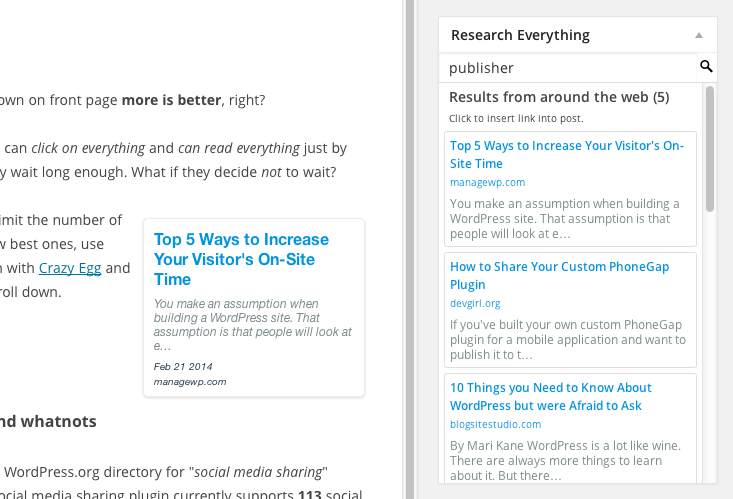 own on front page more is better, right?
can click on everything and can read everything just by
y wait long enough. What if they decide not to wait?
imit the number of
w best ones, use
n with Crazy Egg and
roll down.
Top 5 Ways to Increase
Your Visitor's On-Site
Time
You make an assumption when
building a WordPress site. That
assumption is that people will look at
e...
Feb 21 2014
managewp.com
nd whatnots
WordPress.org directory for "social media sharing"
ocial media sharing plugin currently supports 113 social
Research Everything
publisher
Results from around the web (5)
Click to insert link into post.
Top 5 Ways to Increase Your Visitor's On-
Site Time
managewp.com
You make an assumption when building a
WordPress site. That assumption is that
people will look at e...
How to Share Your Custom PhoneGap
Plugin
devgirl.org
If you've built your own custom PhoneGap
plugin for a mobile application and want to
publish it to t...
10 Things you Need to Know About
WordPress but were Afraid to Ask
blogsitestudio.com
By Mari Kane WordPress is a lot like wine.
There are always more things to learn
about it. But there...